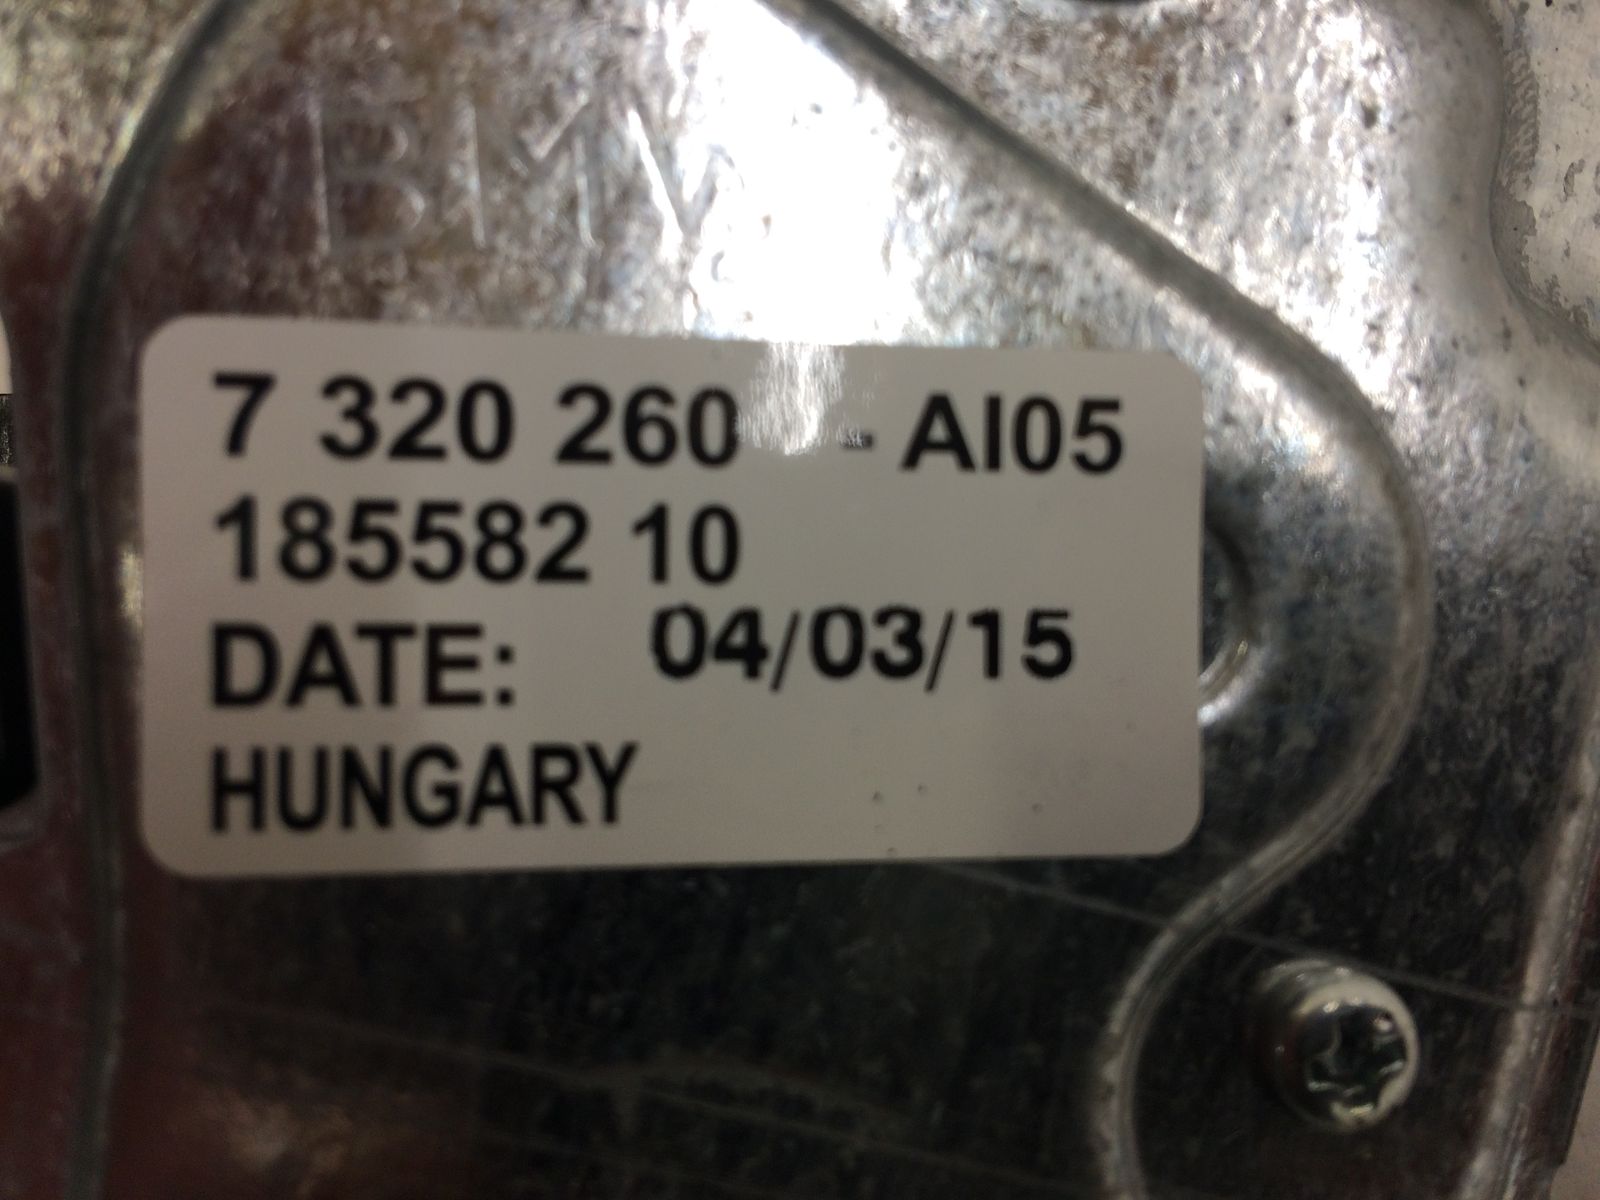 BMW
7 320 260 - AI05
185582 10
DATE: 04/03/15
HUNGARY